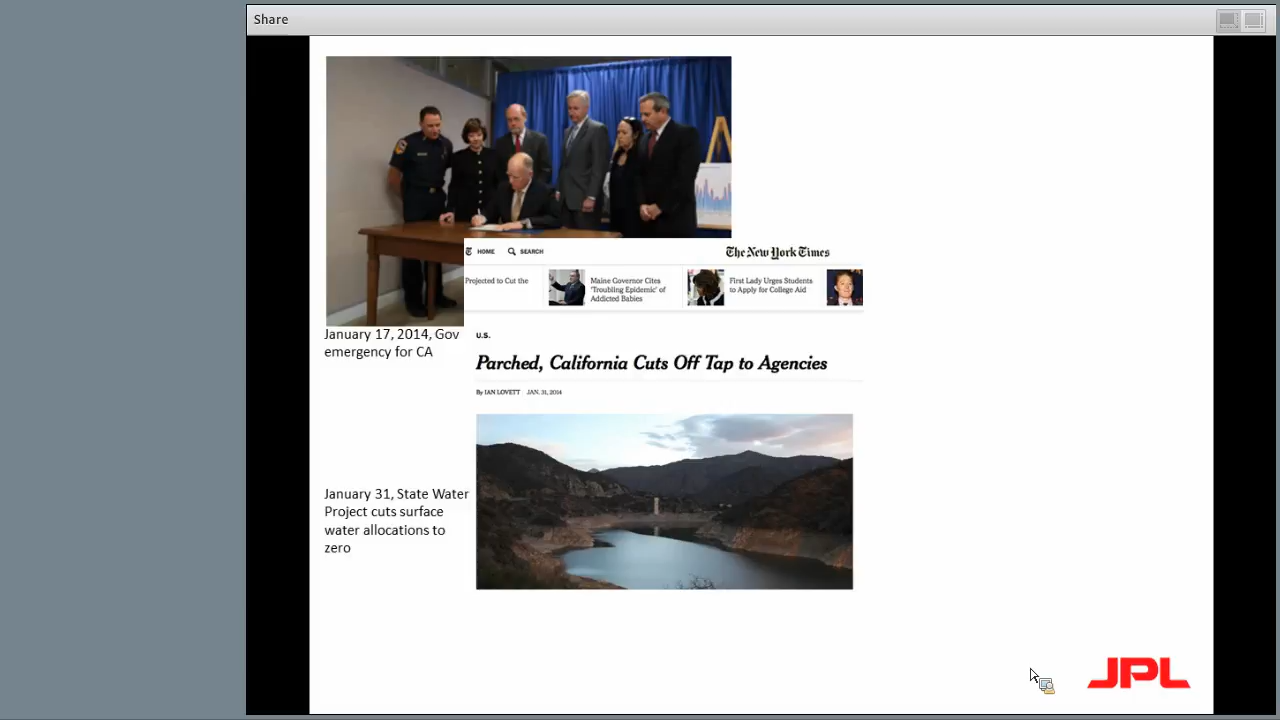 Share
January 17, 2014, Gov
emergency for CA
HOME
SEARCH
The New York Times
Projected to Cut the
Maine Governor Cites
'Troubling Epidemic' of
Addicted Babies
First Lady Urges Students
to Apply for College Aid
U.S.
Parched, California Cuts Off Tap to Agencies
By IAN LOVETT JAN. 31, 2014
January 31, State Water
Project cuts surface
water allocations to
zero
JPL